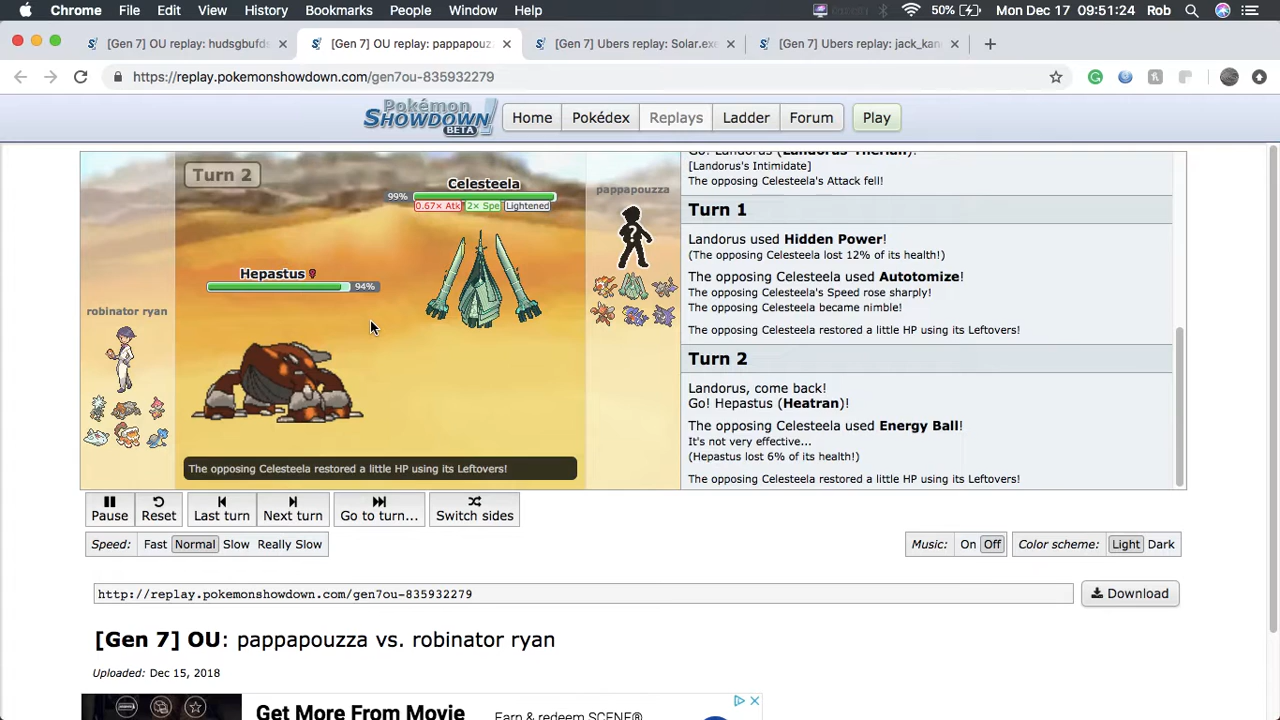 Chrome File Edit View History Bookmarks People Window Help 50% Mon Dec 17 09:51:24 Rob
[Gen 7] OU replay: hudsgbufds × [Gen 7] OU replay: pappapouz × [Gen 7] Ubers replay: Solar.exe × [Gen 7] Ubers replay: jack_kan ×
https://replay.pokemonshowdown.com/gen7ou-835932279
Pokémon
SHOWDOWN!
BETA
Home Pokédex Replays Ladder Forum Play
Turn 2
Celesteela
99%
0.67× Atk 2× Spe Lightened
pappapouzza
Hepastus
94%
robinator ryan
The opposing Celesteela restored a little HP using its Leftovers!
[Landorus's Intimidate]
The opposing Celesteela's Attack fell!
Turn 1
Landorus used Hidden Power!
(The opposing Celesteela lost 12% of its health!)
The opposing Celesteela used Autotomize!
The opposing Celesteela's Speed rose sharply!
The opposing Celesteela became nimble!
The opposing Celesteela restored a little HP using its Leftovers!
Turn 2
Landorus, come back!
Go! Hepastus (Heatran)!
The opposing Celesteela used Energy Ball!
It's not very effective...
(Hepastus lost 6% of its health!)
The opposing Celesteela restored a little HP using its Leftovers!
Pause Reset Last turn Next turn Go to turn... Switch sides
Speed: Fast Normal Slow Really Slow Music: On Off Color scheme: Light Dark
http://replay.pokemonshowdown.com/gen7ou-835932279 Download
[Gen 7] OU: pappapouzza vs. robinator ryan
Uploaded: Dec 15, 2018
Get More From Movie
Earn & redeem SCENE®